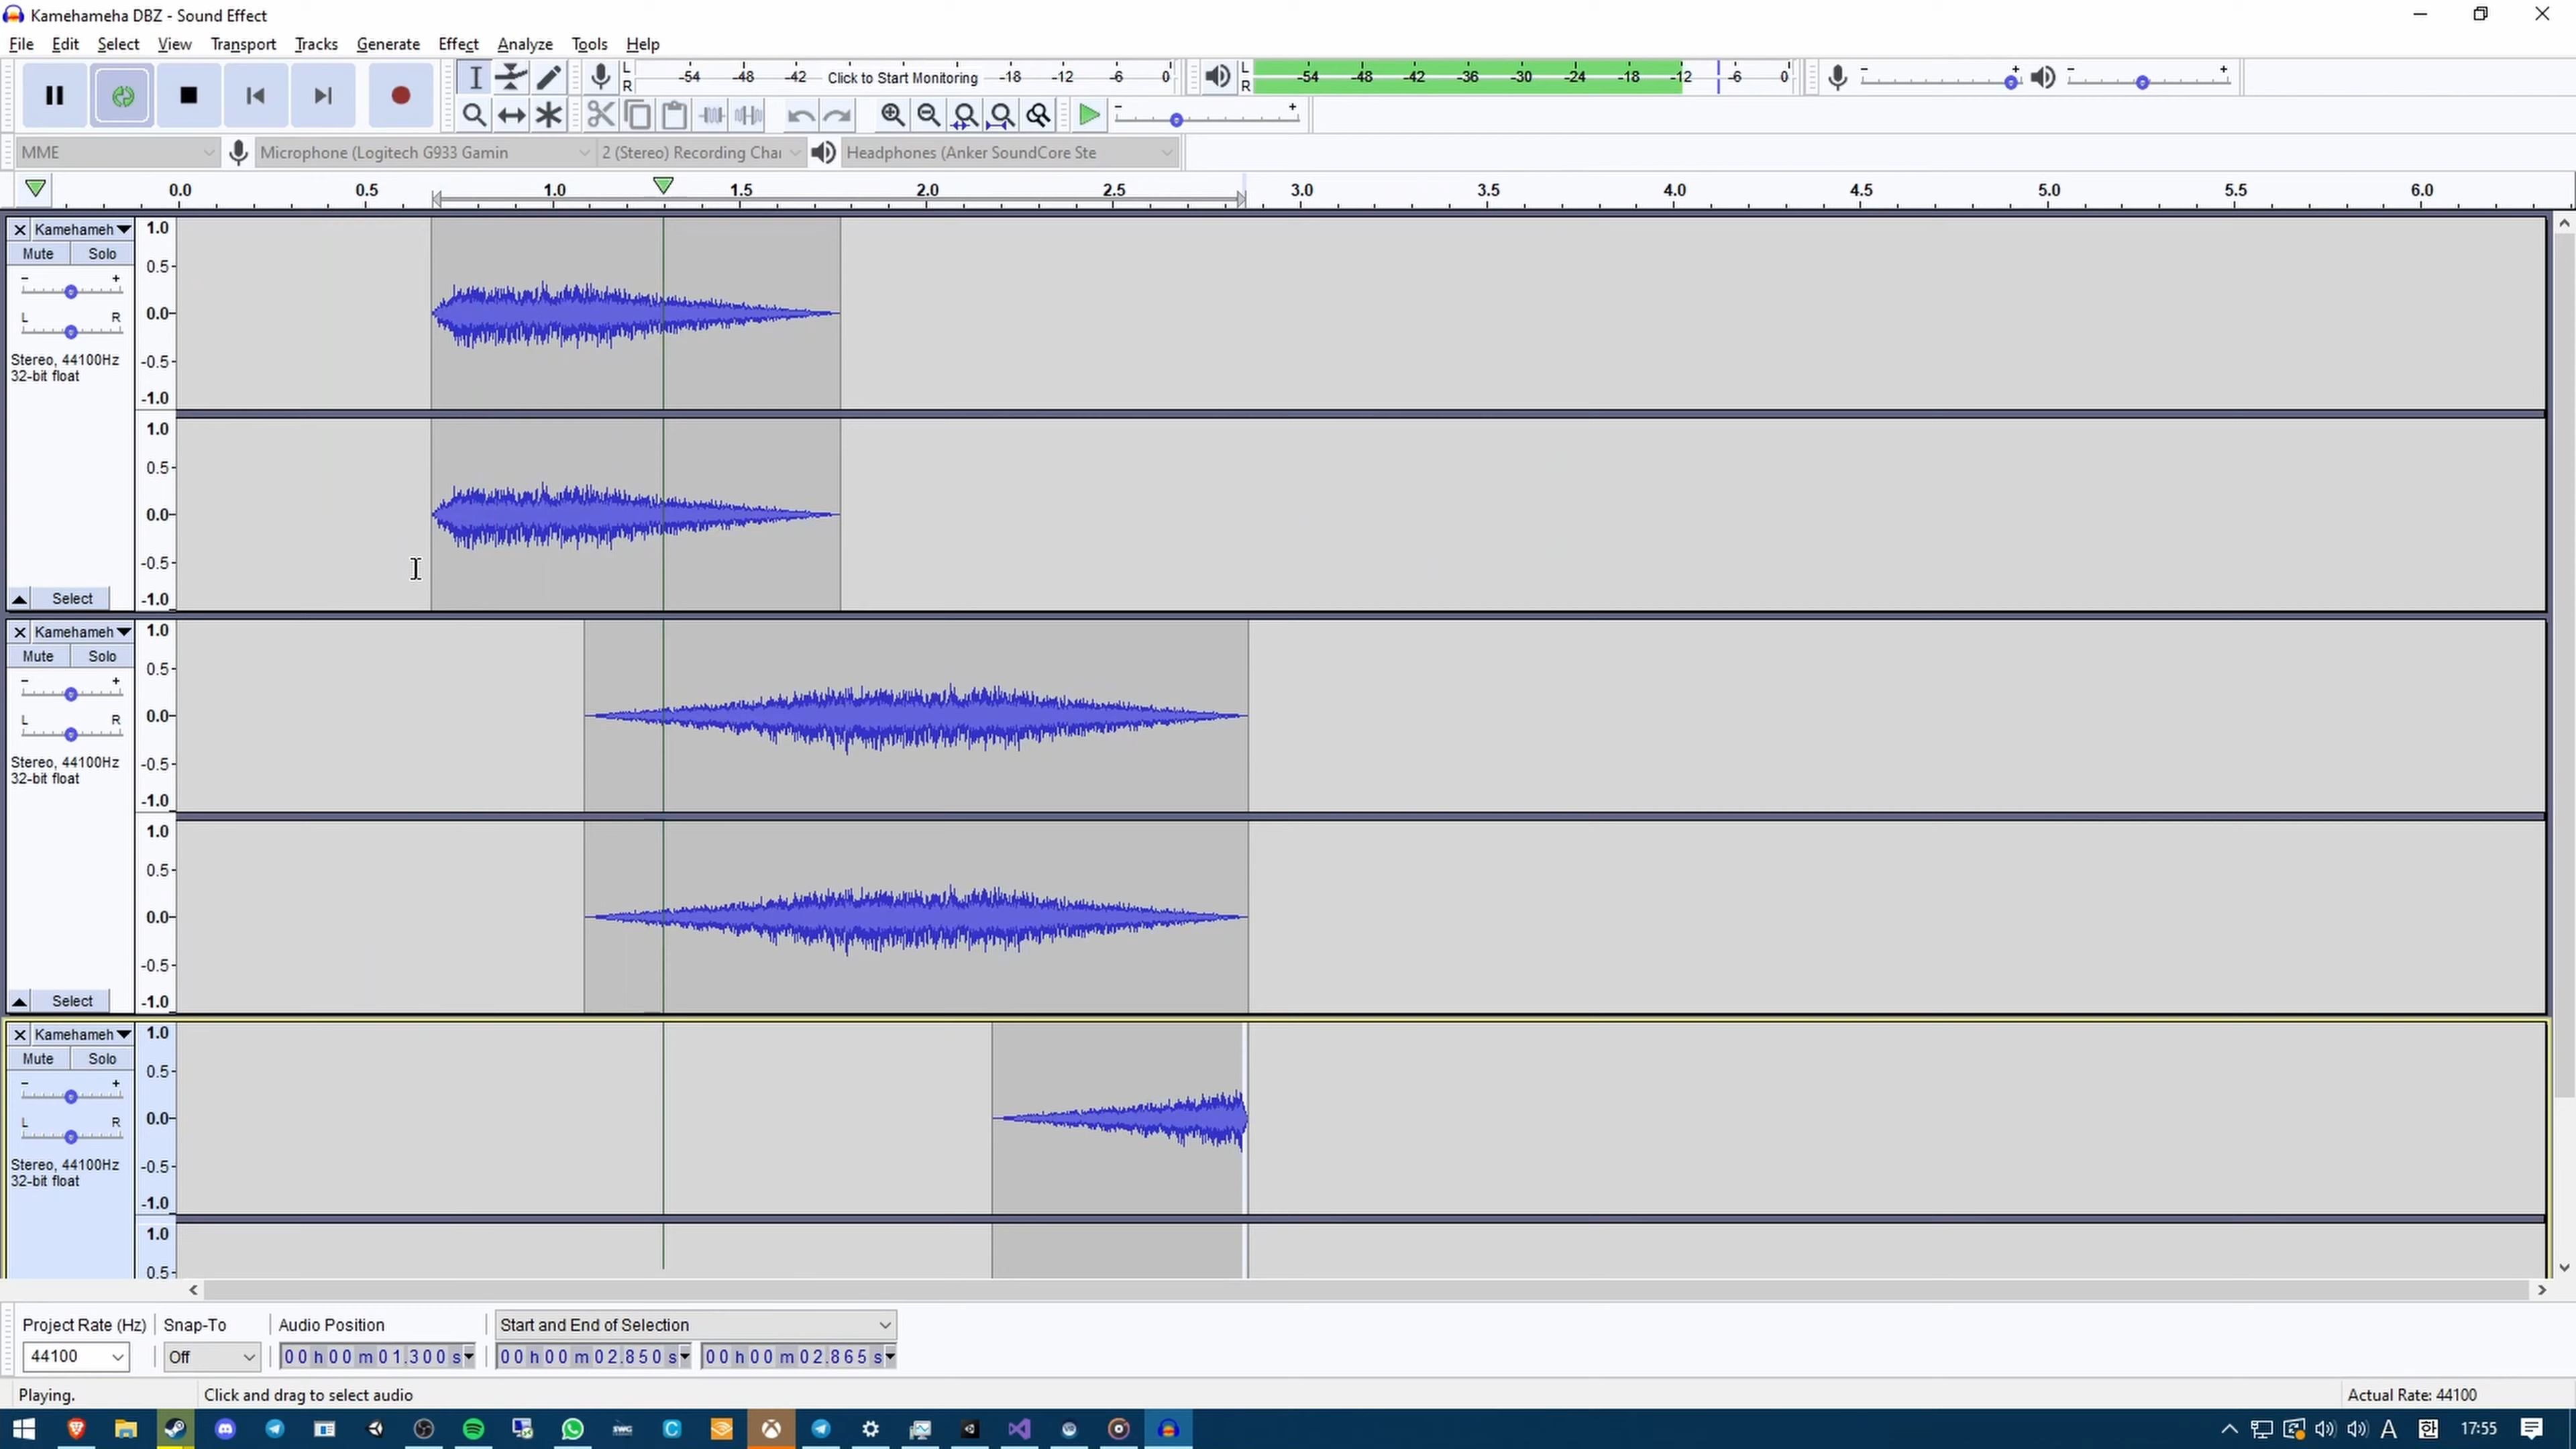 Kamehameha DBZ - Sound Effect
File Edit Select View Transport Tracks Generate Effect Analyze Tools Help
L R -54 -48 -42 Click to Start Monitoring -18 -12 -6 0 L R -54 -48 -42 -36 -30 -24 -18 -12 -6 0 - + - +
- +
MME Microphone (Logitech G933 Gamin 2 (Stereo) Recording Chai Headphones (Anker SoundCore Ste
0.0 0.5 1.0 1.5 2.0 2.5 3.0 3.5 4.0 4.5 5.0 5.5 6.0
Kamehameh 1.0
Mute Solo
0.5
- +
L R 0.0
Stereo, 44100Hz -0.5
32-bit float
-1.0
1.0
0.5
0.0
-0.5
Select -1.0
Kamehameh 1.0
Mute Solo
0.5
- +
L R 0.0
Stereo, 44100Hz -0.5
32-bit float
-1.0
1.0
0.5
0.0
-0.5
Select -1.0
Kamehameh 1.0
Mute Solo
0.5
- +
L R 0.0
Stereo, 44100Hz -0.5
32-bit float
-1.0
1.0
0.5
Project Rate (Hz) Snap-To Audio Position Start and End of Selection
44100 Off 00 h 00 m 01.300 s 00 h 00 m 02.850 s 00 h 00 m 02.865 s
Playing. Click and drag to select audio Actual Rate: 44100
SWG C A 한 17:55